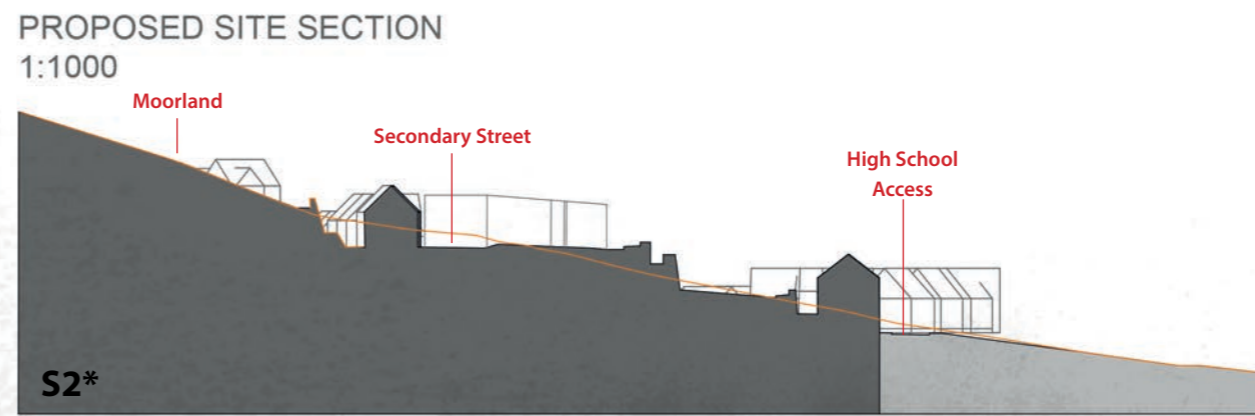 PROPOSED SITE SECTION
1:1000
Moorland
Secondary Street
High School
Access
S2*